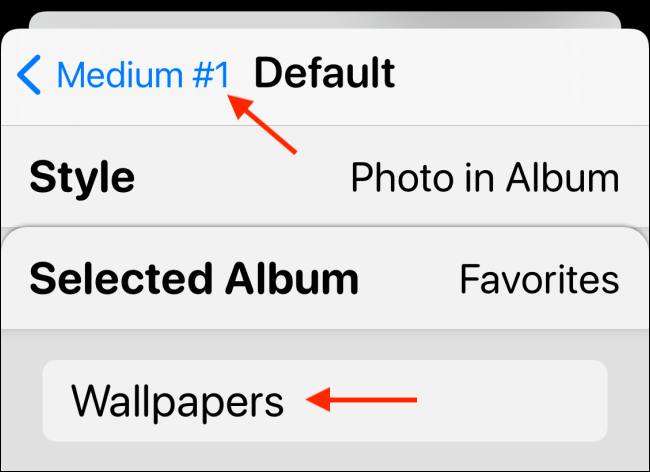 Medium #1 Default
Style Photo in Album
Selected Album Favorites
Wallpapers